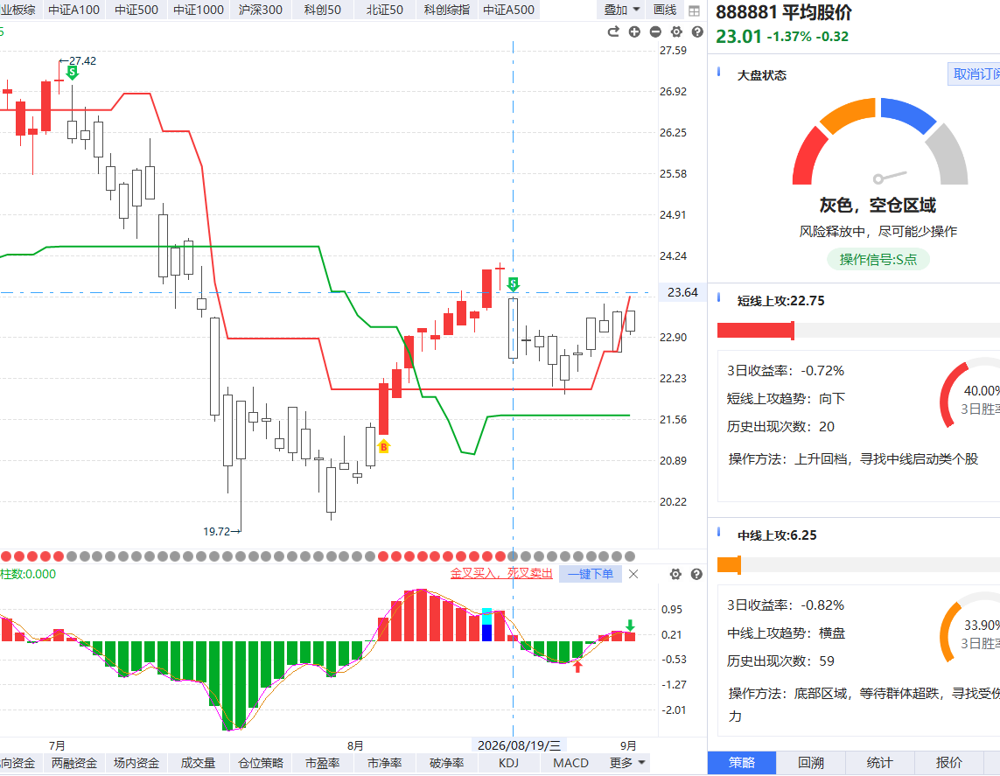 业板综 中证A100 中证500 中证1000 沪深300 科创50 北证50 科创综指 中证A500 叠加 画线
888881 平均股价
23.01 -1.37% -0.32
27.59
27.42
S
26.92
26.25
25.58
24.91
24.24
23.64
S
22.90
22.23
21.56
B
20.89
20.22
19.72
柱数:0.000
金叉买入，死叉卖出 一键下单
0.95
0.21
-0.53
-1.27
-2.01
7月 8月 2026/08/19/三 9月
向资金 两融资金 场内资金 成交量 仓位策略 市盈率 市净率 破净率 KDJ MACD 更多
大盘状态
取消订阅
灰色，空仓区域
风险释放中，尽可能少操作
操作信号:S点
短线上攻:22.75
3日收益率：-0.72%
短线上攻趋势：向下
历史出现次数：20
40.00%
3日胜率
操作方法：上升回档，寻找中线启动类个股
中线上攻:6.25
3日收益率：-0.82%
中线上攻趋势：横盘
历史出现次数：59
33.90%
3日胜率
操作方法：底部区域，等待群体超跌，寻找受伤
力
策略 回溯 统计 报价